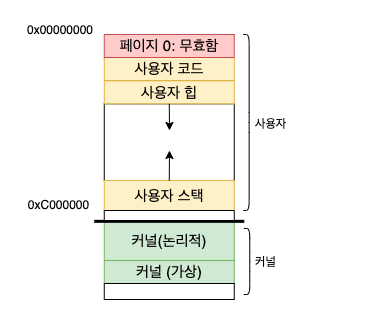 0x00000000
페이지 0: 무효함
사용자 코드
사용자 힙
사용자
사용자 스택
0xC000000
커널(논리적)
커널
커널 (가상)